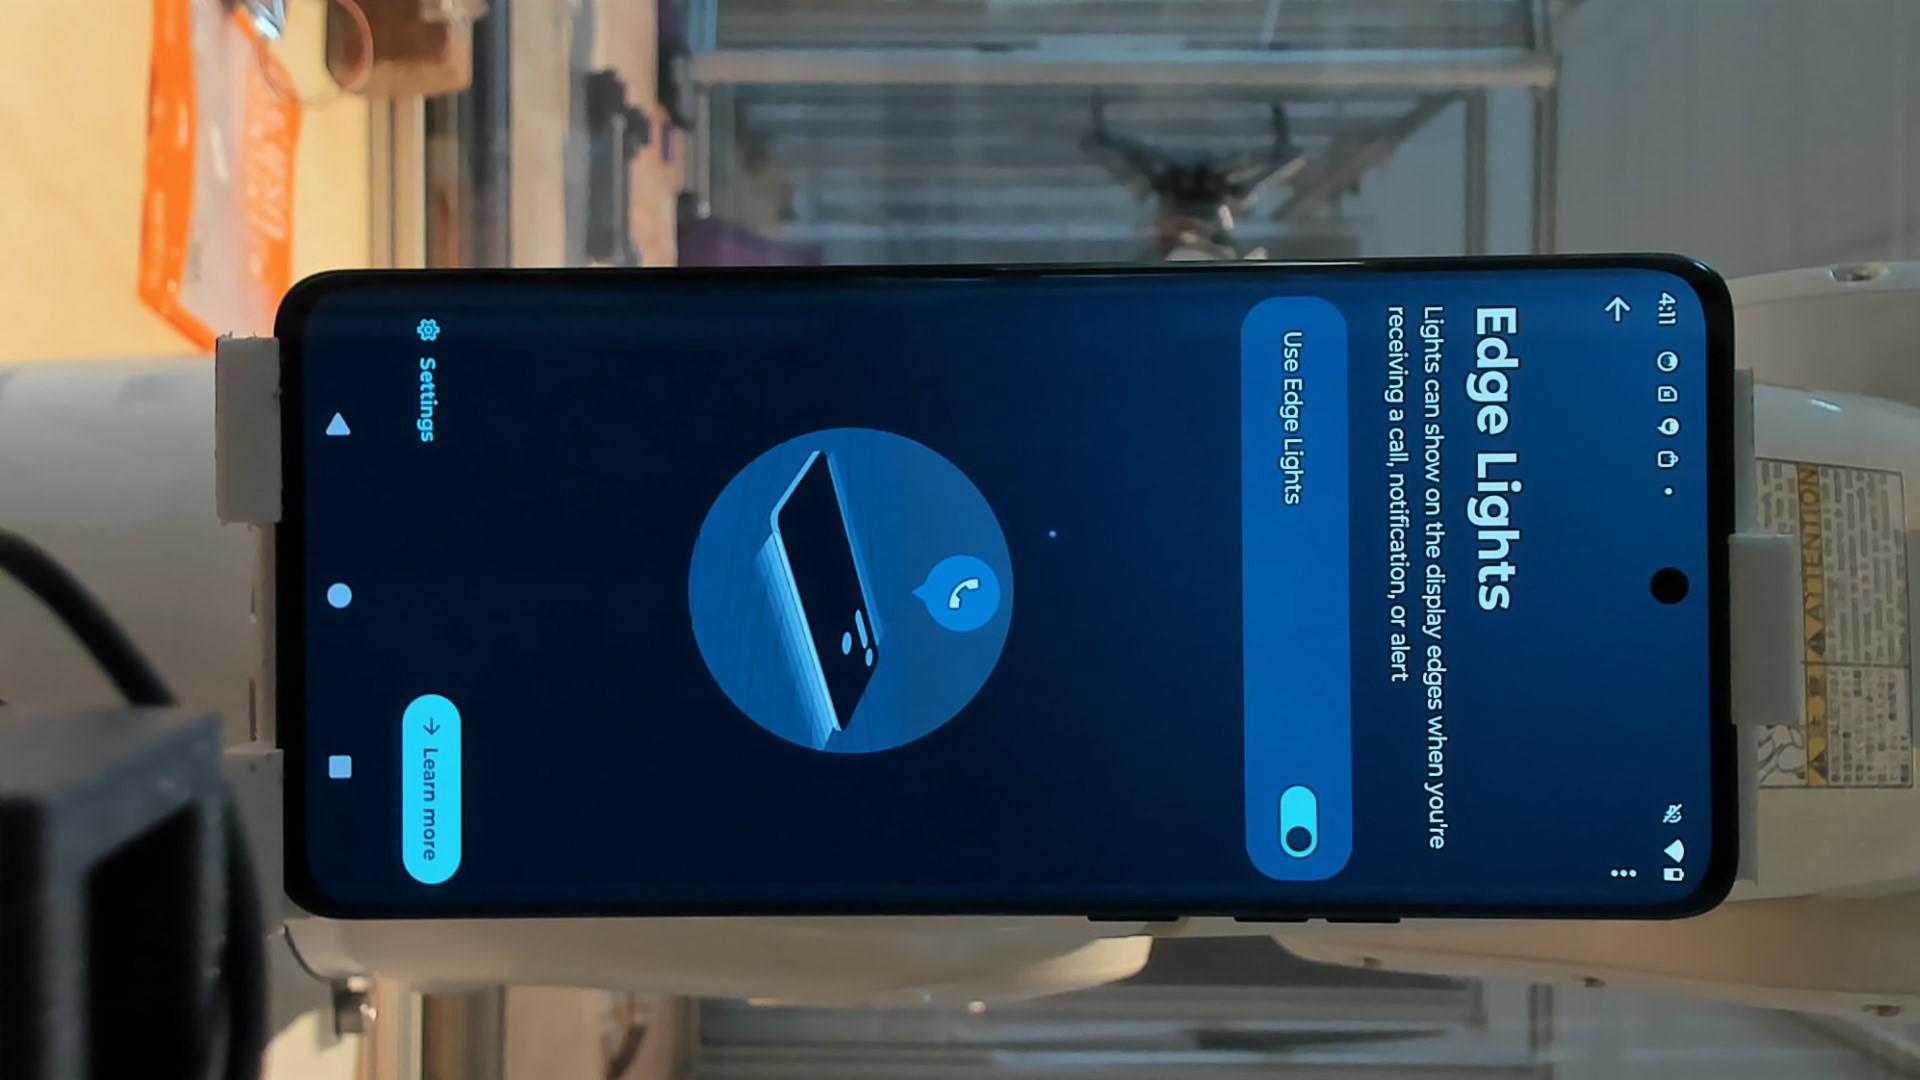 4:11
Edge Lights
Lights can show on the display edges when you're
receiving a call, notification, or alert
Use Edge Lights
Settings
→ Learn more
ATTENTION